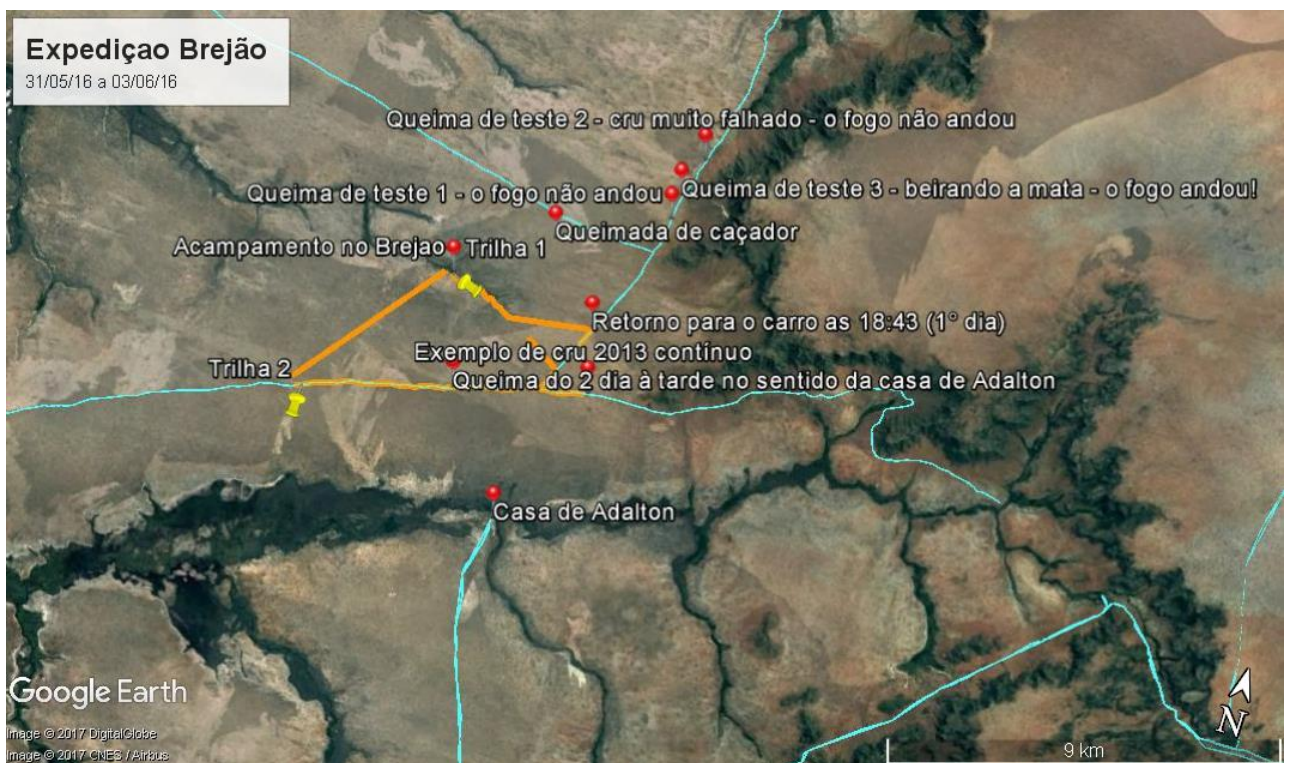 Expediçao Brejão
31/05/16 a 03/06/16
Queima de teste 2 - cru muito falhado - o fogo não andou
Queima de teste 1 - o fogo não andou
Queima de teste 3 - beirando a mata - o fogo andou!
Queimada de caçador
Acampamento no Brejao
Trilha 1
Retorno para o carro as 18:43 (1° dia)
Exemplo de cru 2013 contínuo
Trilha 2
Queima do 2 dia à tarde no sentido da casa de Adalton
Casa de Adalton
Google Earth
N
Image © 2017 DigitalGlobe
Image © 2017 CNES / Airbus
9 km